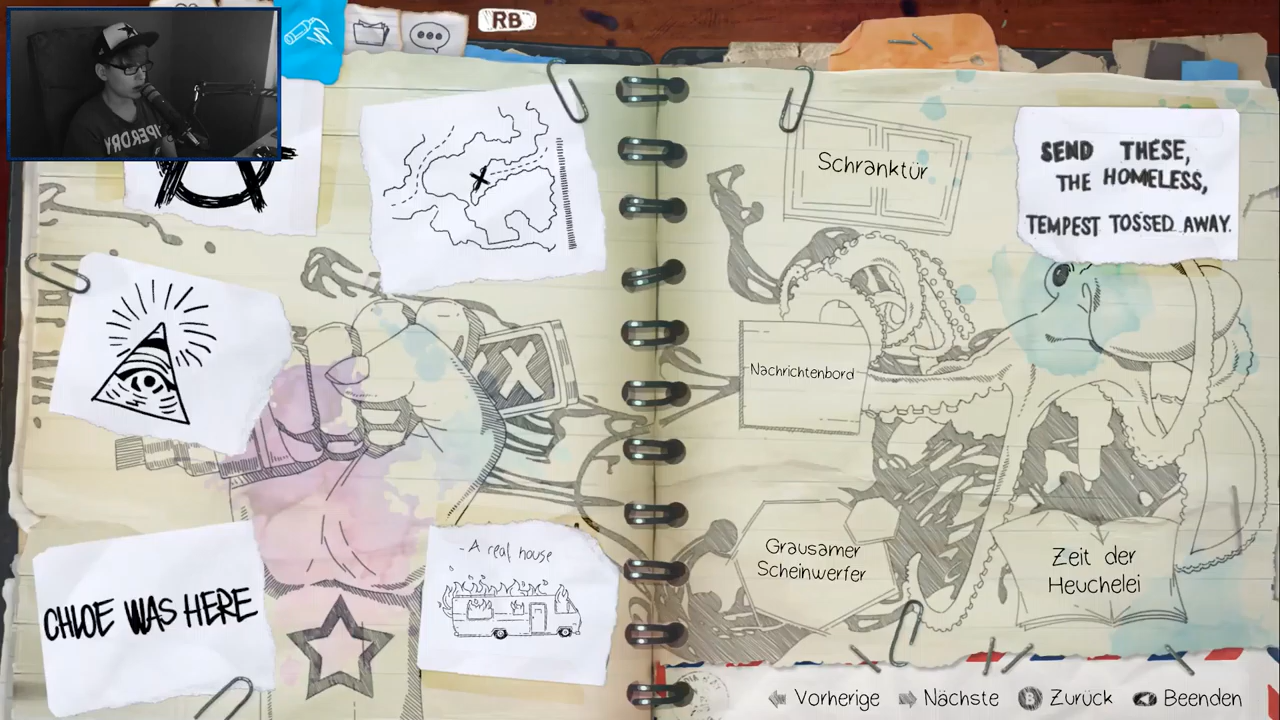 RB
SEND THESE,
THE HOMELESS,
TEMPEST TOSSED AWAY.
Schranktür
Nachrichtenbord
Grausamer
Scheinwerfer
Zeit der
Heuchelei
CHLOE WAS HERE
- A real house
Vorherige
Nächste
B Zurück
Beenden